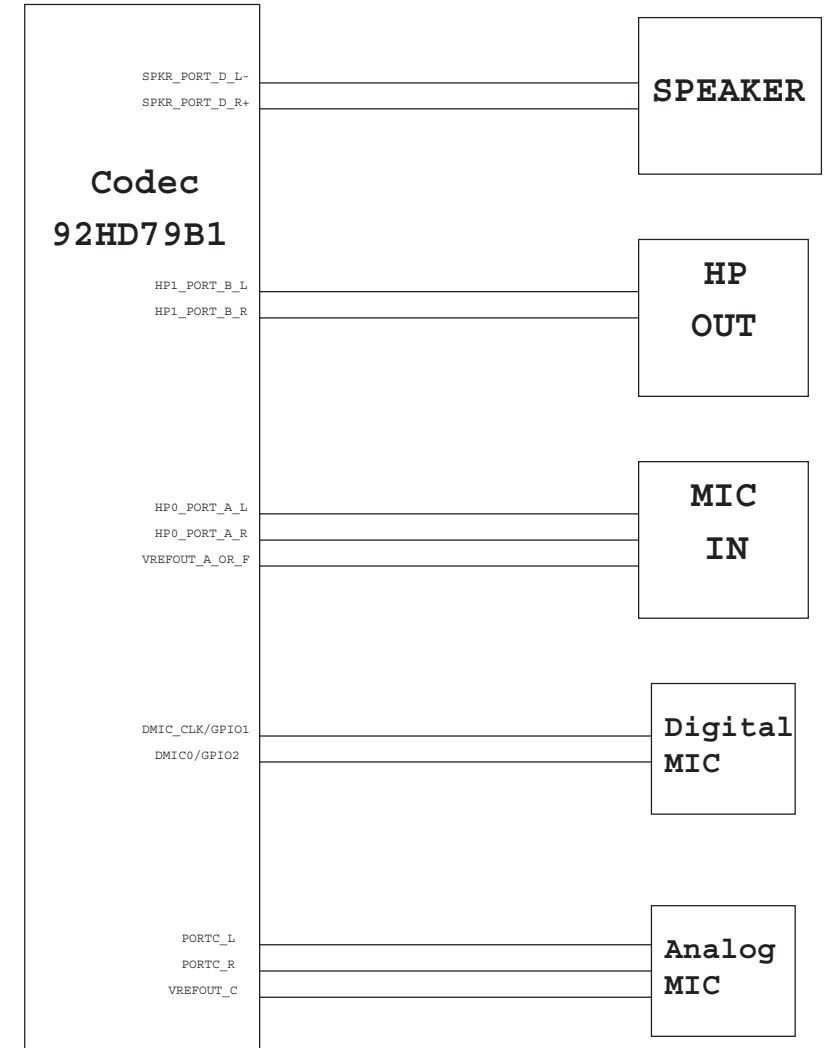 SPKR_PORT_D_L-
SPKR_PORT_D_R+
SPEAKER
Codec
92HD79B1
HP1_PORT_B_L
HP1_PORT_B_R
HP
OUT
HP0_PORT_A_L
HP0_PORT_A_R
VREFOUT_A_OR_F
MIC
IN
DMIC_CLK/GPIO1
DMIC0/GPIO2
Digital
MIC
PORTC_L
PORTC_R
VREFOUT_C
Analog
MIC